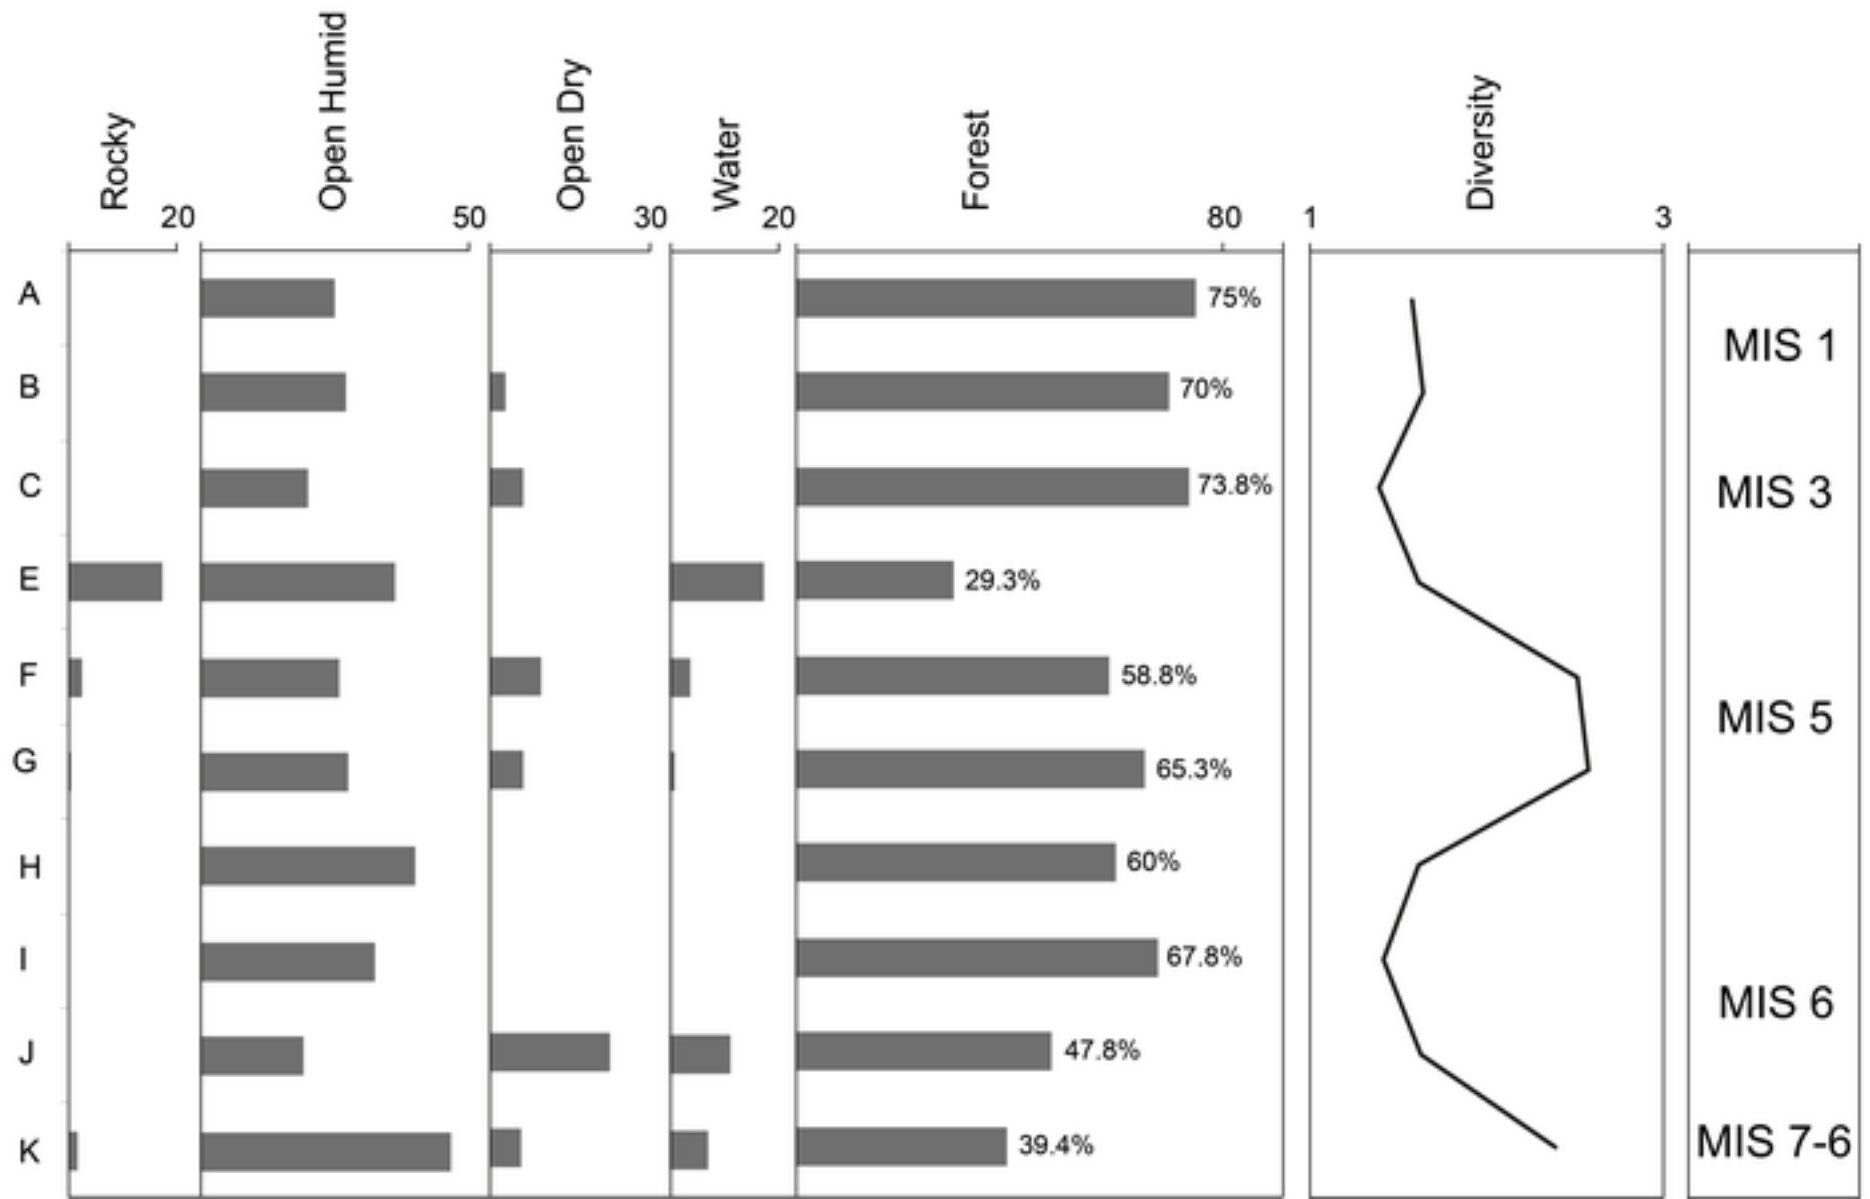 Rocky
Open Humid
Open Dry
Water
Forest
Diversity
20
50
30
20
80
1
3
A
75%
MIS 1
B
70%
C
73.8%
MIS 3
E
29.3%
F
58.8%
MIS 5
G
65.3%
H
60%
I
67.8%
MIS 6
J
47.8%
K
39.4%
MIS 7-6